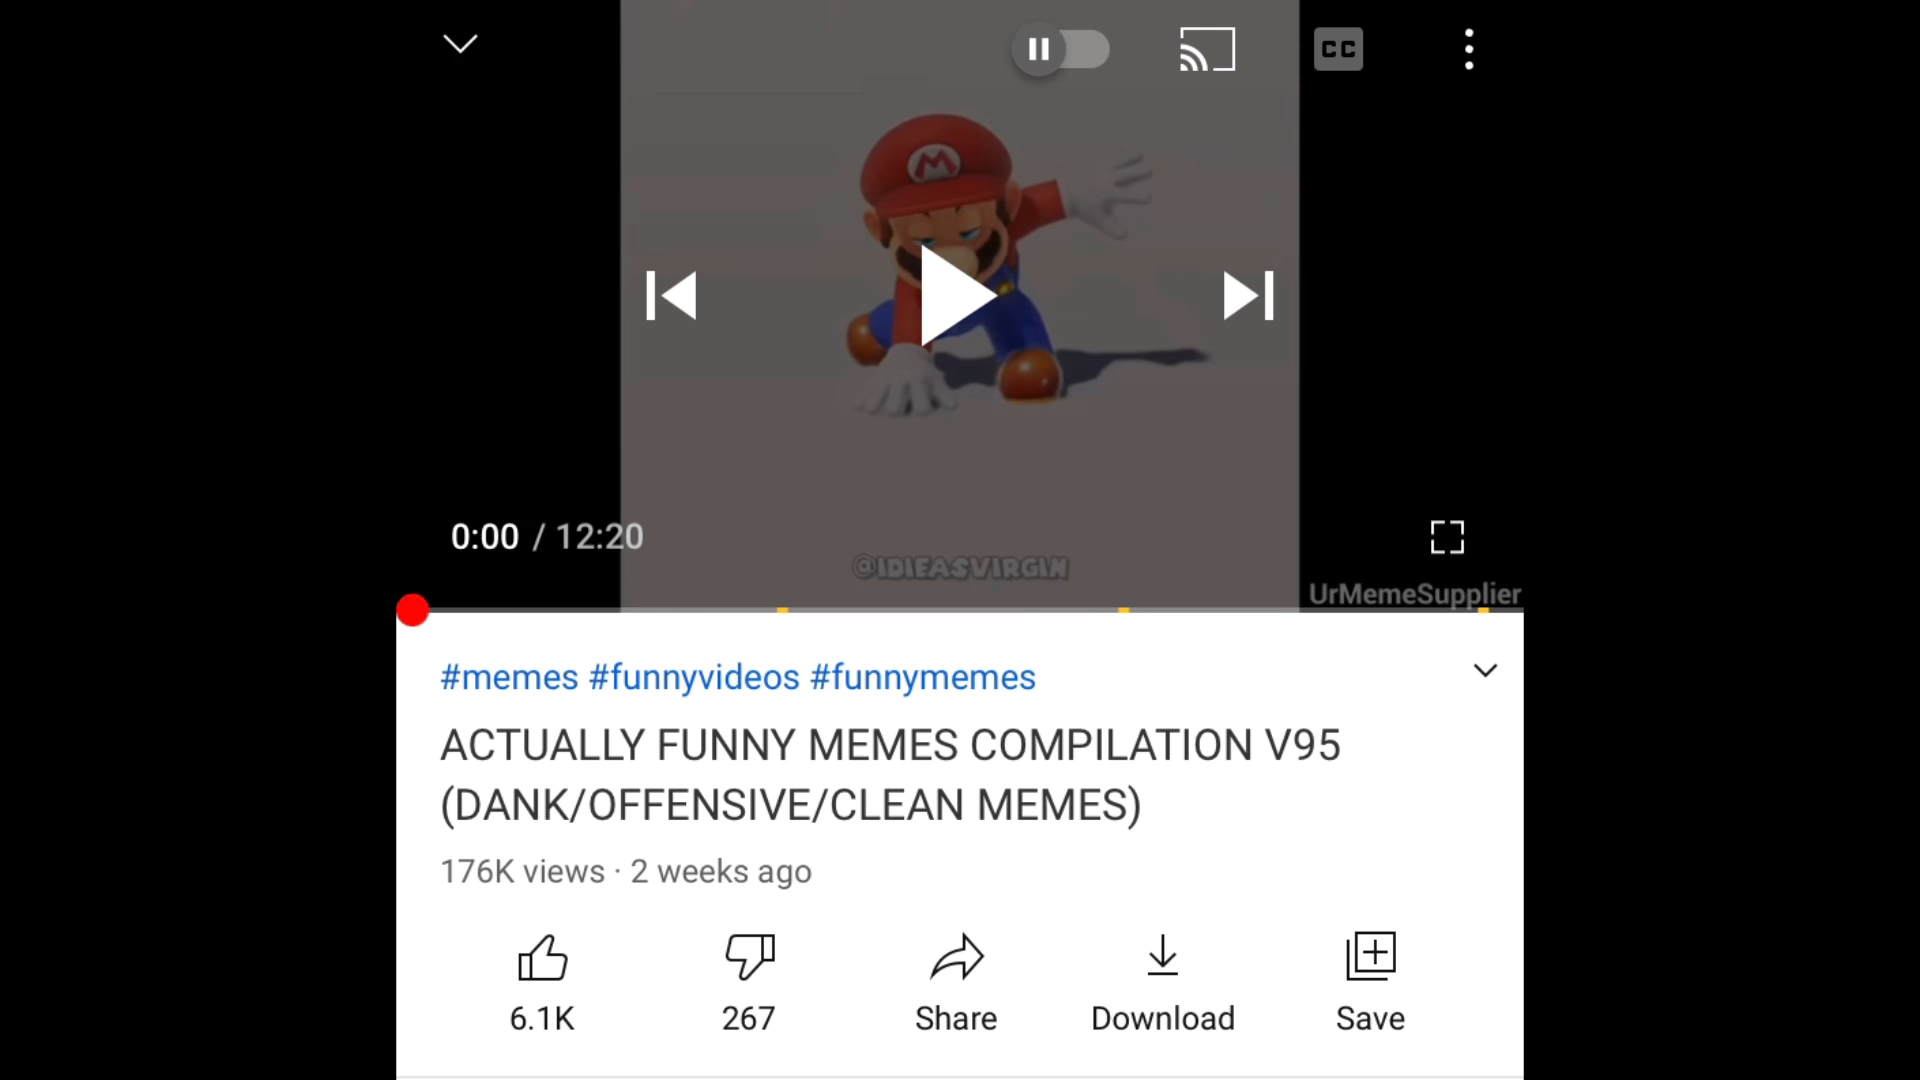 CC
M
0:00 / 12:20
@IDIEASVIRGIN
UrMemeSupplier
#memes #funnyvideos #funnymemes
ACTUALLY FUNNY MEMES COMPILATION V95
(DANK/OFFENSIVE/CLEAN MEMES)
176K views · 2 weeks ago
6.1K 267 Share Download Save